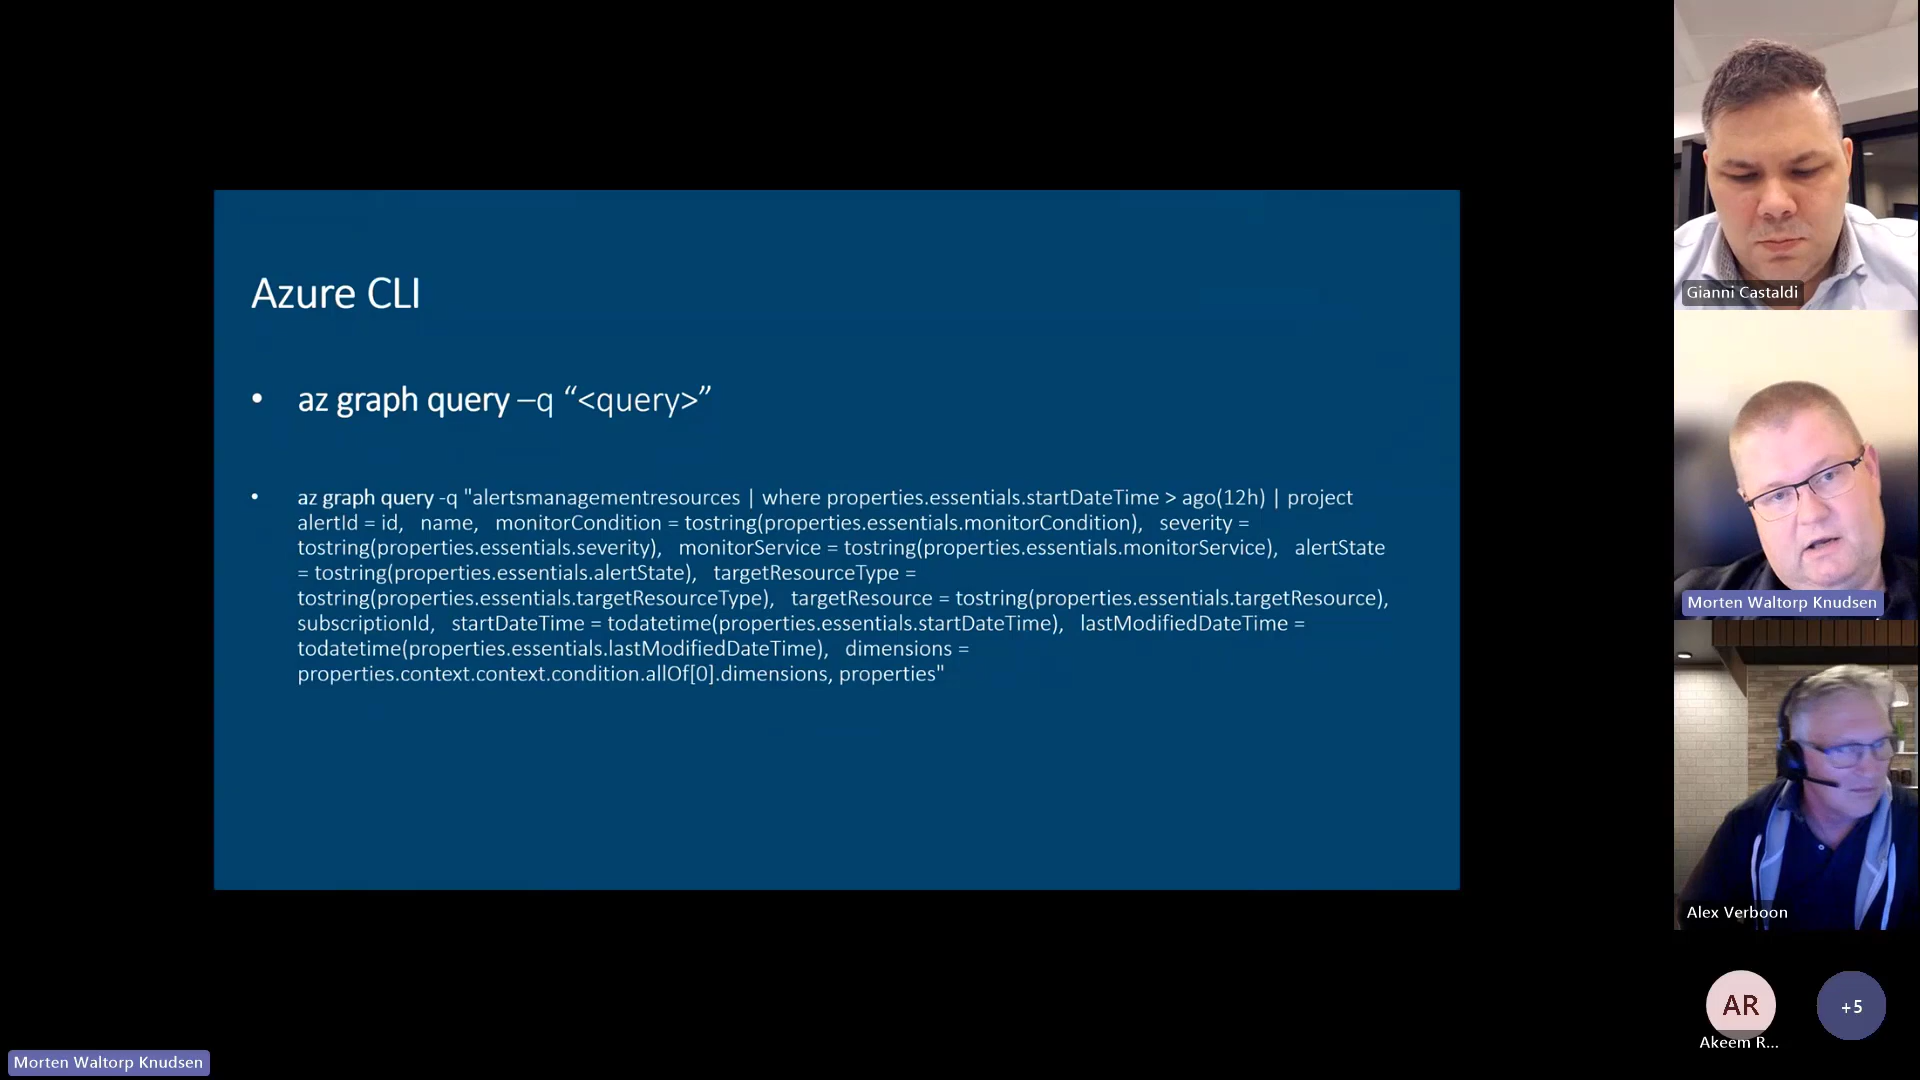 Azure CLI
• az graph query –q “<query>”
• az graph query -q "alertsmanagementresources | where properties.essentials.startDateTime > ago(12h) | project
alertId = id, name, monitorCondition = tostring(properties.essentials.monitorCondition), severity =
tostring(properties.essentials.severity), monitorService = tostring(properties.essentials.monitorService), alertState
= tostring(properties.essentials.alertState), targetResourceType =
tostring(properties.essentials.targetResourceType), targetResource = tostring(properties.essentials.targetResource),
subscriptionId, startDateTime = todatetime(properties.essentials.startDateTime), lastModifiedDateTime =
todatetime(properties.essentials.lastModifiedDateTime), dimensions =
properties.context.context.condition.allOf[0].dimensions, properties"
Gianni Castaldi
Morten Waltorp Knudsen
Alex Verboon
AR
+5
Akeem R...
Morten Waltorp Knudsen